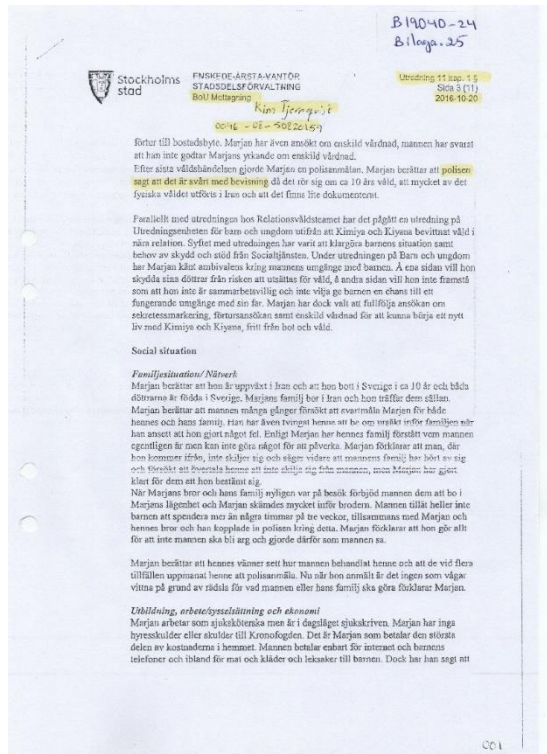 B 19040-24
Bilaga. 25
Stockholms
stad
ENSKEDE-ÅRSTA-VANTÖR
STADSDELSFÖRVALTNING
BoU Mottagning
Utredning 11 kap. 1 §
Sida 3 (11)
2016-10-20
Kim Tjernqvist
förtur till bostadsbyte. Marjan har även ansökt om enskild vårdnad, mannen har svarat
att han inte godtar Marjans yrkande om enskild vårdnad.
Efter sista våldshändelsen gjorde Marjan en polisanmälan. Marjan berättar att polisen
sagt att det är svårt med bevisning då det rör sig om ca 10 års våld, att mycket av det
fysiska våldet utförts i Iran och att det finns lite dokumenterat.
Parallellt med utredningen hos Relationsvåldsteamet har det pågått en utredning på
Utredningsenheten för barn och ungdom utifrån att Kimiya och Kiyana bevittnat våld i
nära relation. Syftet med utredningen har varit att klargöra barnens situation samt
behov av skydd och stöd från Socialtjänsten. Under utredningen på Barn och ungdom
har Marjan känt ambivalens kring mannens umgänge med barnen. Å ena sidan vill hon
skydda sina döttrar från risken att utsättas för våld, å andra sidan vill hon inte framstå
som att hon inte är samarbetsvillig och inte vilja ge barnen en chans till ett
fungerande umgänge med sin far. Marjan har dock valt att fullfölja ansökan om
sekretessmarkering, förtursansökan samt enskild vårdnad för att kunna börja ett nytt
liv med Kimiya och Kiyana, fritt från hot och våld.
Social situation
Familjesituation/ Nätverk
Marjan berättar att hon är uppväxt i Iran och att hon bott i Sverige i ca 10 år och båda
döttrarna är födda i Sverige. Marjans familj bor i Iran och hon träffar dem sällan.
Marjan berättar att mannen många gånger försökt att svartmåla Marjan för både
hennes och hans familj. Han har även tvingat henne att be om ursäkt inför familjen när
han ansett att hon gjort något fel. Enligt Marjan har hennes familj förstått vem mannen
egentligen är men kan inte göra något för att påverka. Marjan förklarar att man, där
hon kommer ifrån, inte skiljer sig och säger vidare att mannens familj har hört av sig
och försökt att övertala henne att inte skilja sig från mannen, men Marjan har gjort
klart för dem att hon bestämt sig.
När Marjans bror och hans familj nyligen var på besök förbjöd mannen dem att bo i
Marjans lägenhet och Marjan skämdes mycket inför brodern. Mannen tillät heller inte
barnen att spendera mer än några timmar på tre veckor, tillsammans med Marjan och
hennes bror och han kopplade in polisen kring detta. Marjan förklarar att hon gör allt
för att inte mannen ska bli arg och gjorde därför som mannen sa.
Marjan berättar att hennes vänner sett hur mannen behandlat henne och att de vid flera
tillfällen uppmanat henne att polisanmäla. Nu när hon anmält är det ingen som vågar
vittna på grund av rädsla för vad mannen eller hans familj ska göra förklarar Marjan.
Utbildning, arbete/sysselsättning och ekonomi
Marjan arbetar som sjuksköterska men är i dagsläget sjukskriven. Marjan har inga
hyresskulder eller skulder till Kronofogden. Det är Marjan som betalar den största
delen av kostnaderna i hemmet. Mannen betalar enbart för internet och barnens
telefoner och ibland för mat och kläder och leksaker till barnen. Dock har han sagt att
001